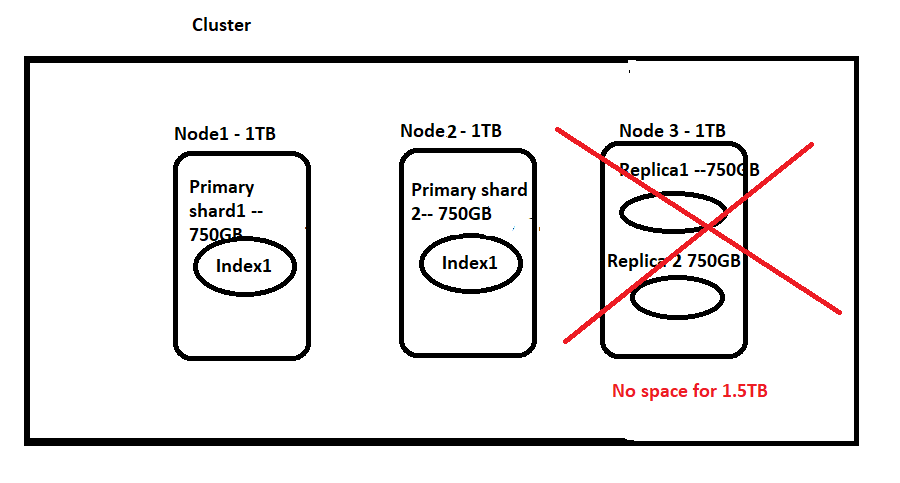 Cluster
Node1 - 1TB
Primary
shard1 --
750GB
Index1
Node2 - 1TB
Primary shard
2-- 750GB
Index1
Node 3 - 1TB
Replica1 --750GB
Replica 2 750GB
No space for 1.5TB